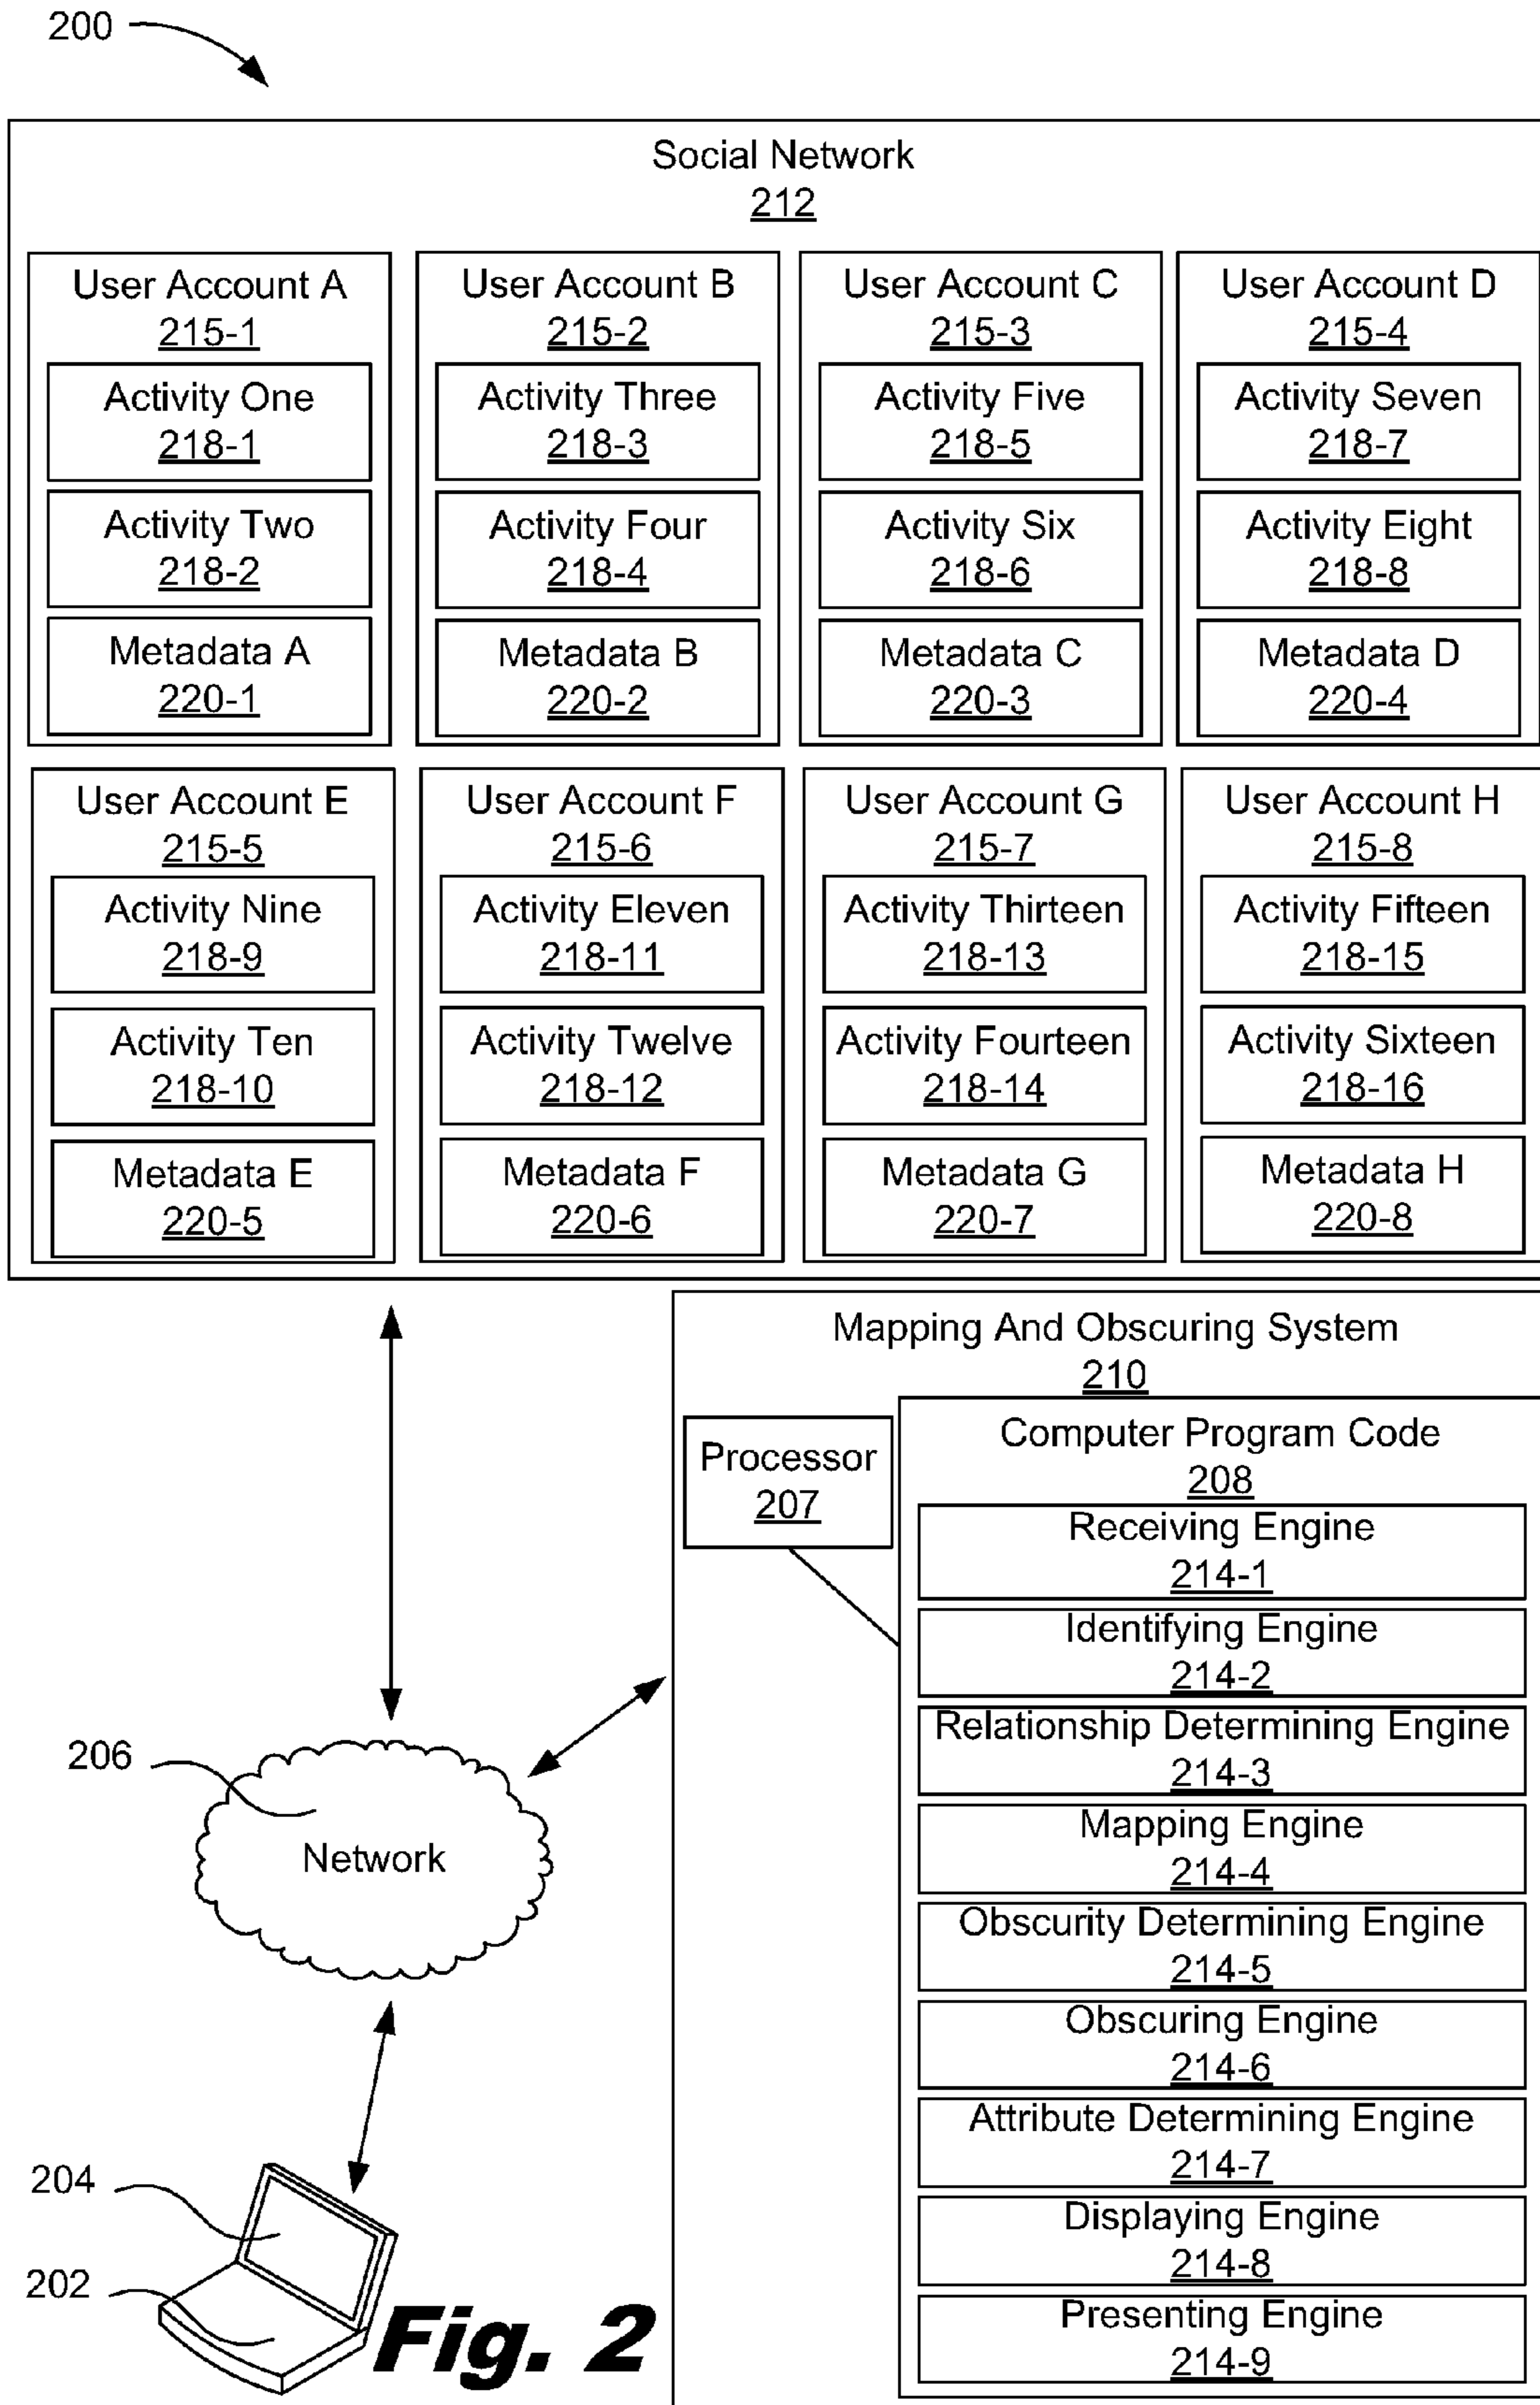 200
Social Network
212
User Account A
215-1
Activity One
218-1
Activity Two
218-2
Metadata A
220-1
User Account B
215-2
Activity Three
218-3
Activity Four
218-4
Metadata B
220-2
User Account C
215-3
Activity Five
218-5
Activity Six
218-6
Metadata C
220-3
User Account D
215-4
Activity Seven
218-7
Activity Eight
218-8
Metadata D
220-4
User Account E
215-5
Activity Nine
218-9
Activity Ten
218-10
Metadata E
220-5
User Account F
215-6
Activity Eleven
218-11
Activity Twelve
218-12
Metadata F
220-6
User Account G
215-7
Activity Thirteen
218-13
Activity Fourteen
218-14
Metadata G
220-7
User Account H
215-8
Activity Fifteen
218-15
Activity Sixteen
218-16
Metadata H
220-8
Mapping And Obscuring System
210
Processor
207
Computer Program Code
208
Receiving Engine
214-1
Identifying Engine
214-2
Relationship Determining Engine
214-3
Mapping Engine
214-4
Obscurity Determining Engine
214-5
Obscuring Engine
214-6
Attribute Determining Engine
214-7
Displaying Engine
214-8
Presenting Engine
214-9
206
Network
204
202
Fig. 2